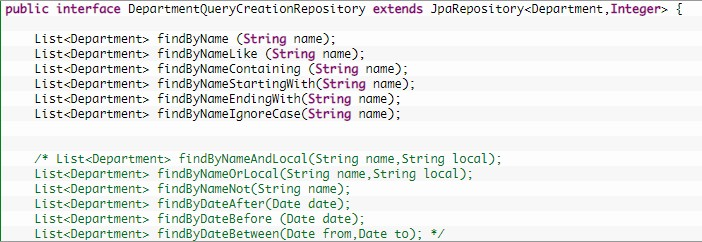 public interface DepartmentQueryCreationRepository extends JpaRepository<Department,Integer> {
List<Department> findByName (String name);
List<Department> findByNameLike (String name);
List<Department> findByNameContaining (String name);
List<Department> findByNameStartingWith(String name);
List<Department> findByNameEndingWith(String name);
List<Department> findByNameIgnoreCase(String name);
/* List<Department> findByNameAndLocal(String name,String local);
List<Department> findByNameOrLocal(String name,String local);
List<Department> findByNameNot(String name);
List<Department> findByDateAfter(Date date);
List<Department> findByDateBefore (Date date);
List<Department> findByDateBetween(Date from,Date to); */